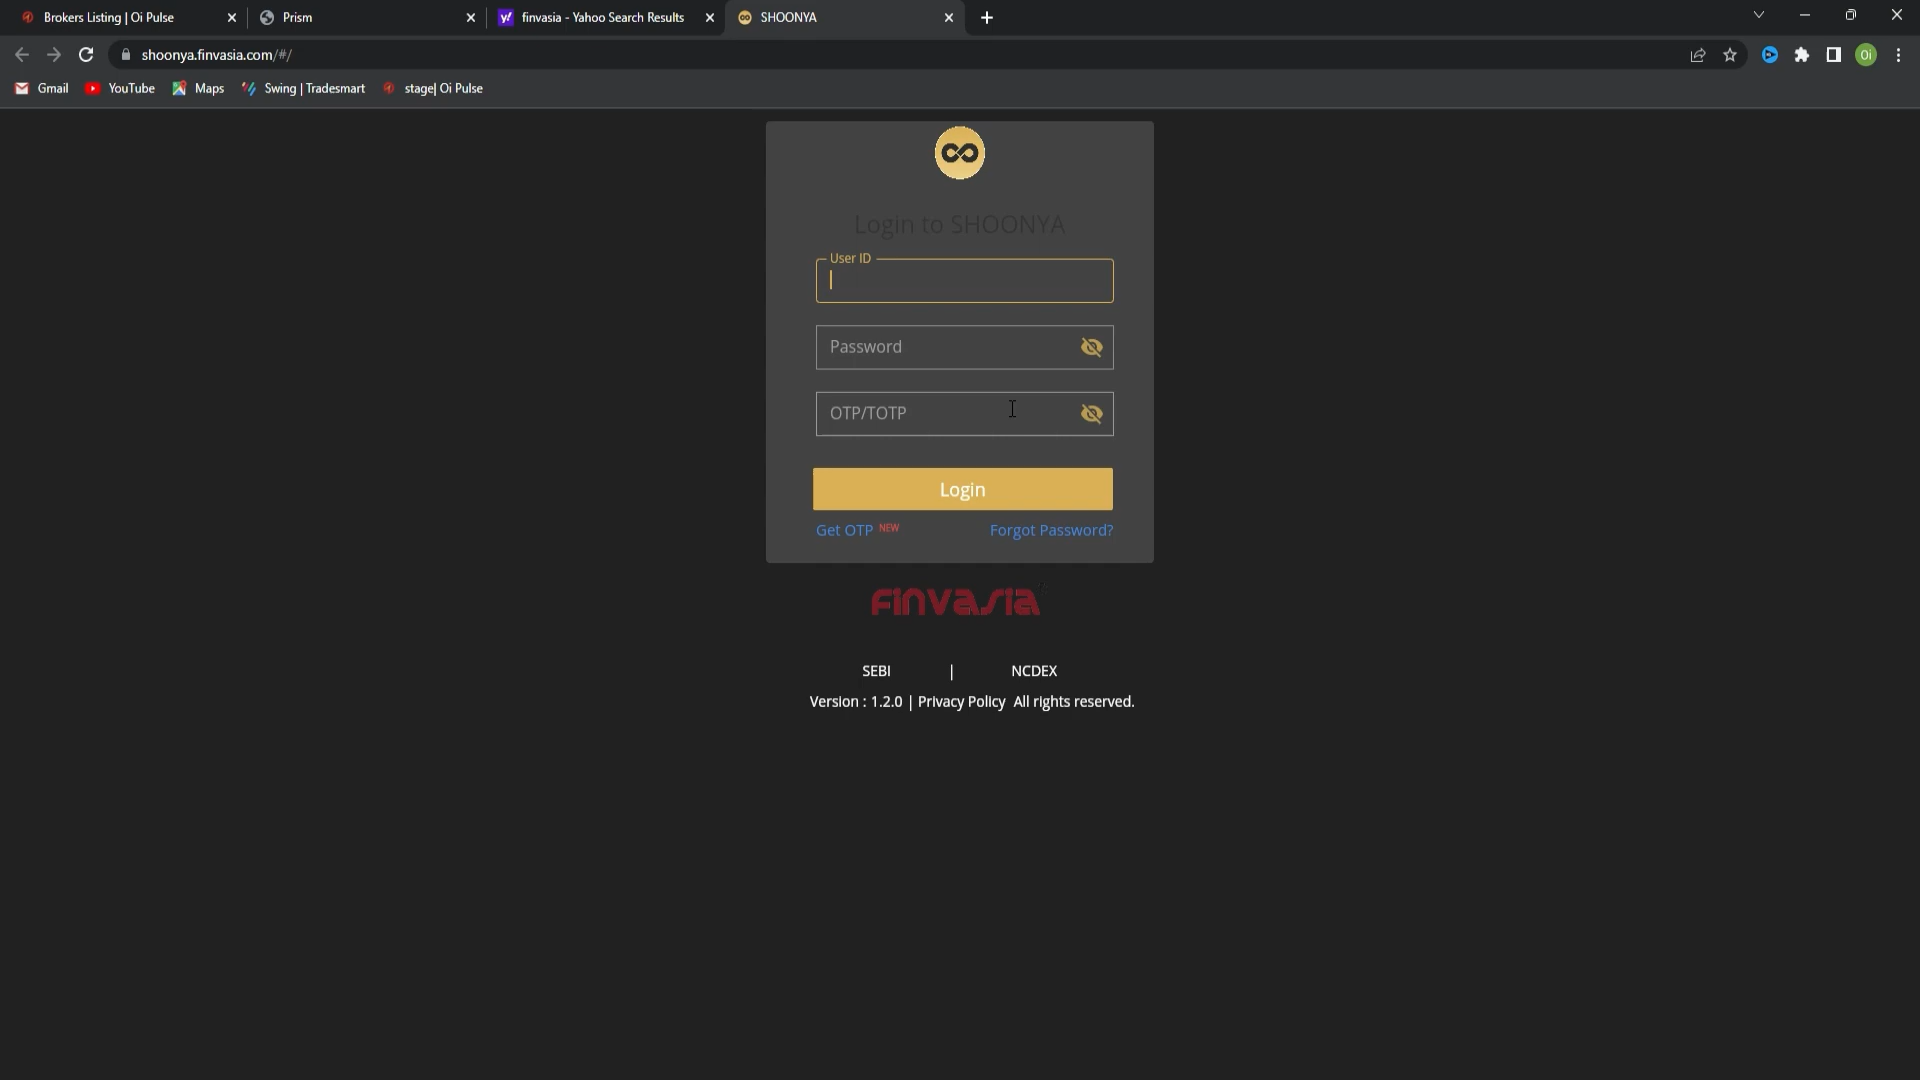 Brokers Listing | Oi Pulse
Prism
finvasia - Yahoo Search Results
SHOONYA
shoonya.finvasia.com/#/
Oi
Gmail
YouTube
Maps
Swing | Tradesmart
stage| Oi Pulse
Login to SHOONYA
User ID
Password
OTP/TOTP
Login
Get OTP NEW
Forgot Password?
FINVASIA
SEBI | NCDEX
Version : 1.2.0 | Privacy Policy All rights reserved.